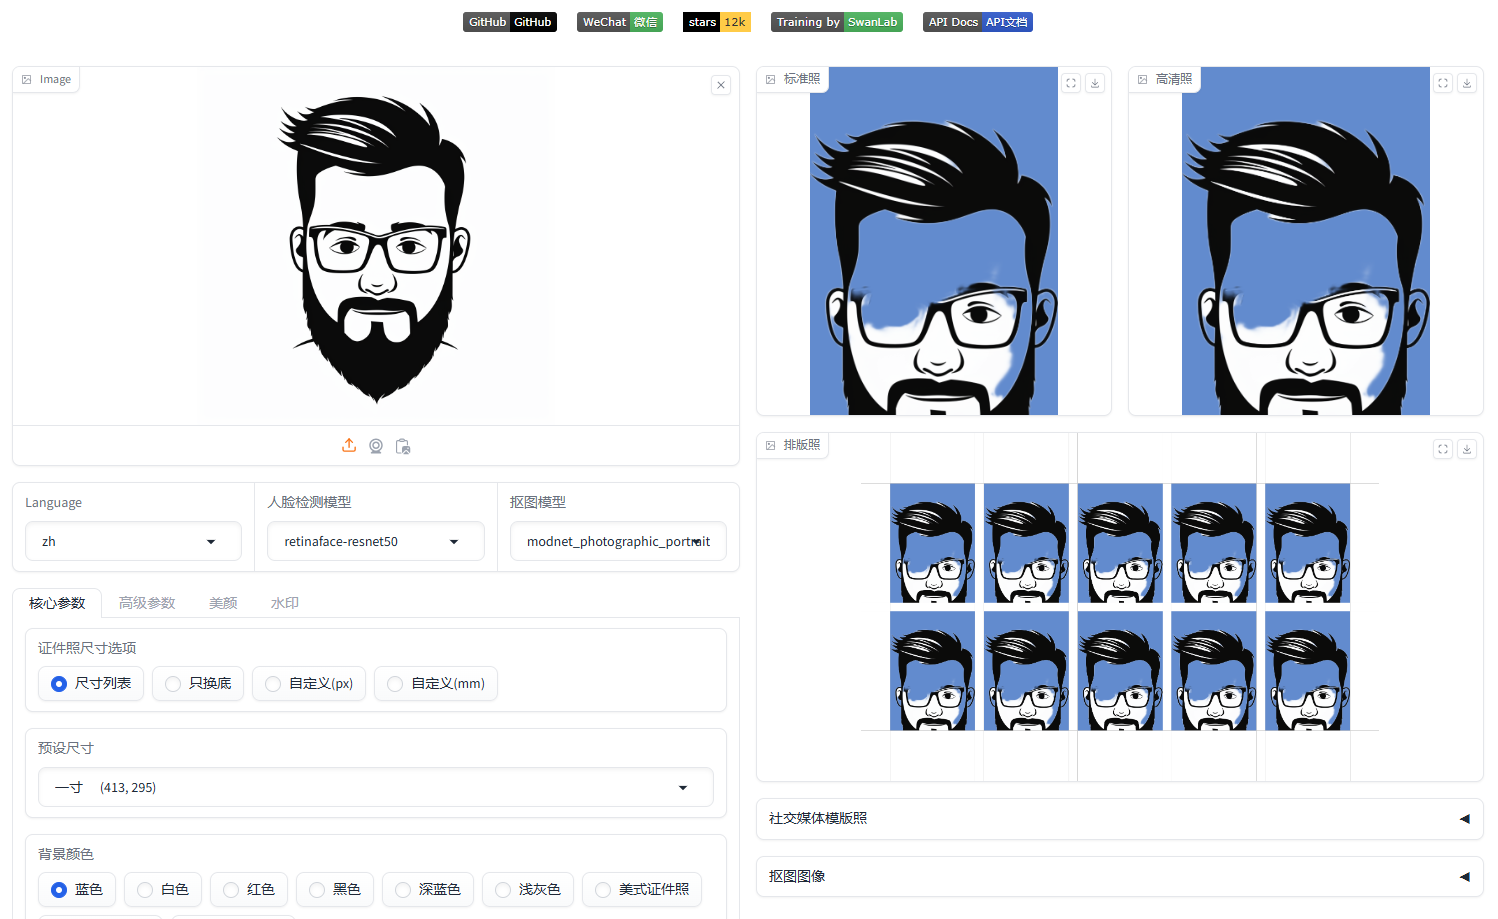 GitHub GitHub
WeChat 微信
stars 12k
Training by SwanLab
API Docs API文档
Image
标准照
高清照
排版照
Language
zh
人脸检测模型
retinaface-resnet50
抠图模型
modnet_photographic_portrait
核心参数 高级参数 美颜 水印
证件照尺寸选项
尺寸列表 只换底 自定义(px) 自定义(mm)
预设尺寸
一寸 (413, 295)
背景颜色
蓝色 白色 红色 黑色 深蓝色 浅灰色 美式证件照
社交媒体模版照
抠图图像